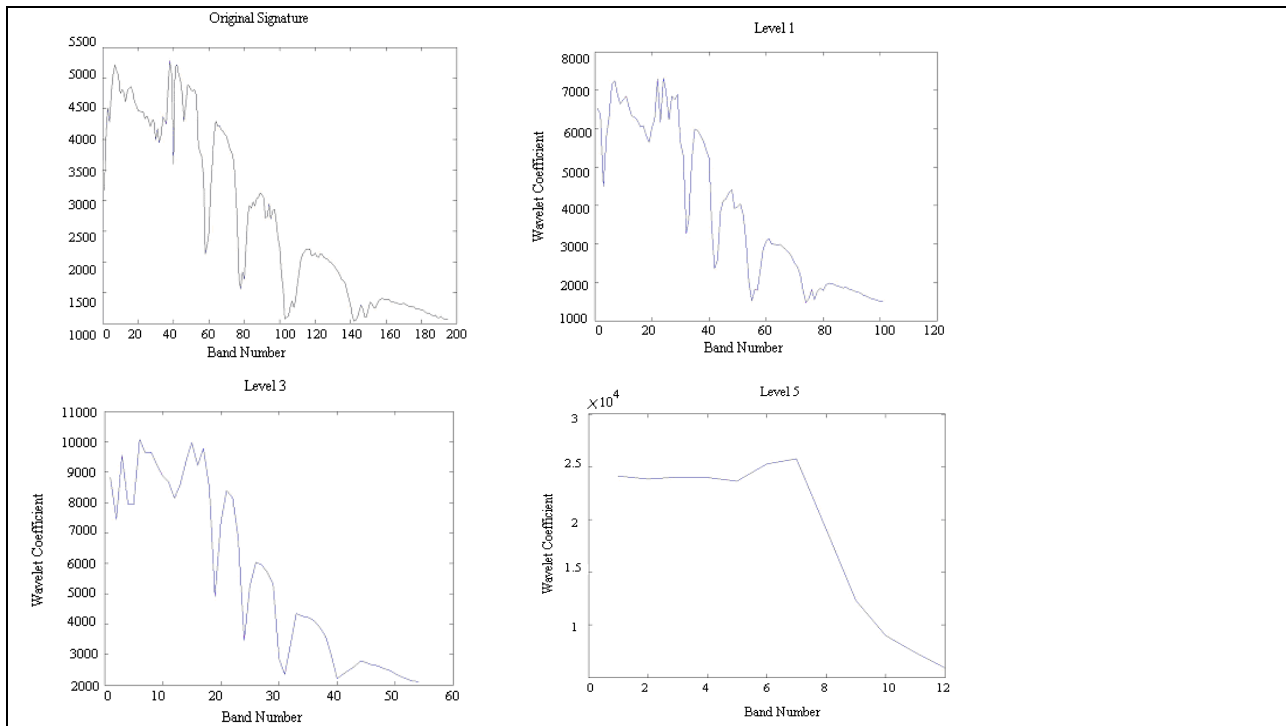 Original Signature
5500
5000
4500
4000
3500
3000
2500
2000
1500
1000
0 20 40 60 80 100 120 140 160 180 200
Band Number
Level 1
Wavelet Coefficient
8000
7000
6000
5000
4000
3000
2000
1000
0 20 40 60 80 100 120
Band Number
Level 3
Wavelet Coefficient
11000
10000
9000
8000
7000
6000
5000
4000
3000
2000
0 10 20 30 40 50 60
Band Number
Level 5
×10⁴
Wavelet Coefficient
3
2.5
2
1.5
1
0 2 4 6 8 10 12
Band Number